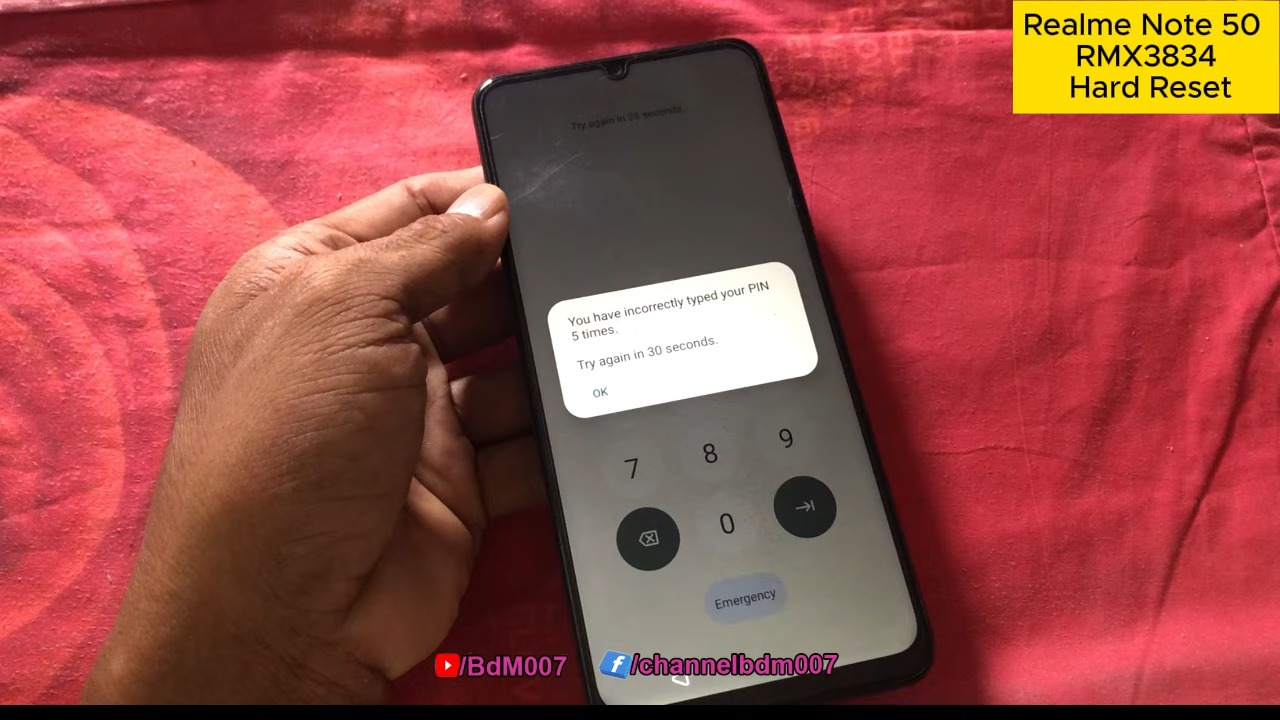 Realme Note 50
RMX3834
Hard Reset
Try again in 28 seconds.
You have incorrectly typed your PIN
5 times.
Try again in 30 seconds.
OK
7 8 9
0
Emergency
/BdM007 f/channelbdm007